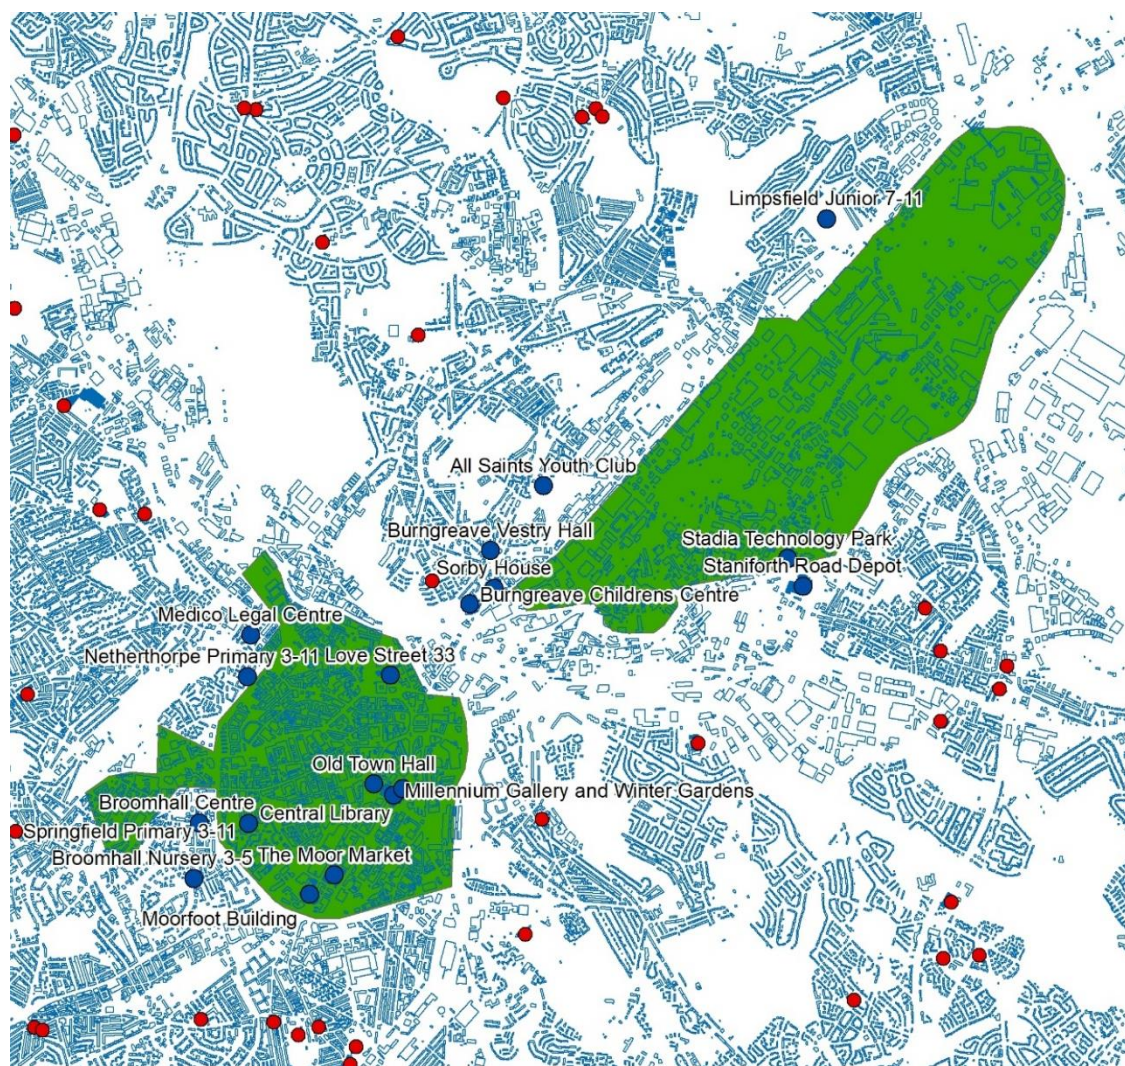 Limpsfield Junior 7-11
All Saints Youth Club
Burngreave Vestry Hall
Stadia Technology Park
Sorby House
Staniforth Road Depot
Burngreave Childrens Centre
Medico Legal Centre
Netherthorpe Primary 3-11
Love Street 33
Old Town Hall
Millennium Gallery and Winter Gardens
Broomhall Centre
Central Library
Springfield Primary 3-11
Broomhall Nursery 3-5
The Moor Market
Moorfoot Building